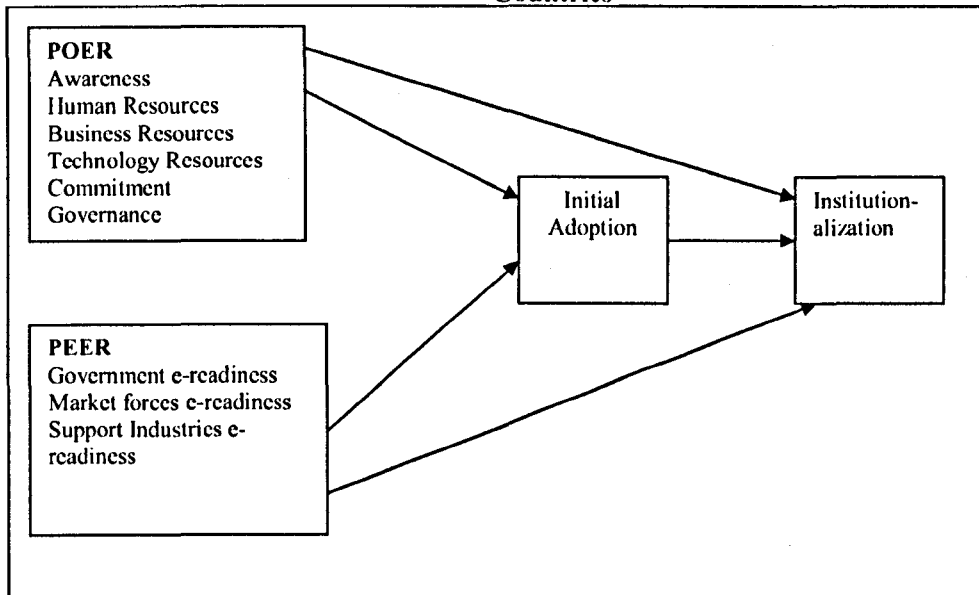 Countries
POER
Awareness
Human Resources
Business Resources
Technology Resources
Commitment
Governance
Initial
Adoption
Institution-
alization
PEER
Government e-readiness
Market forces e-readiness
Support Industries e-
readiness